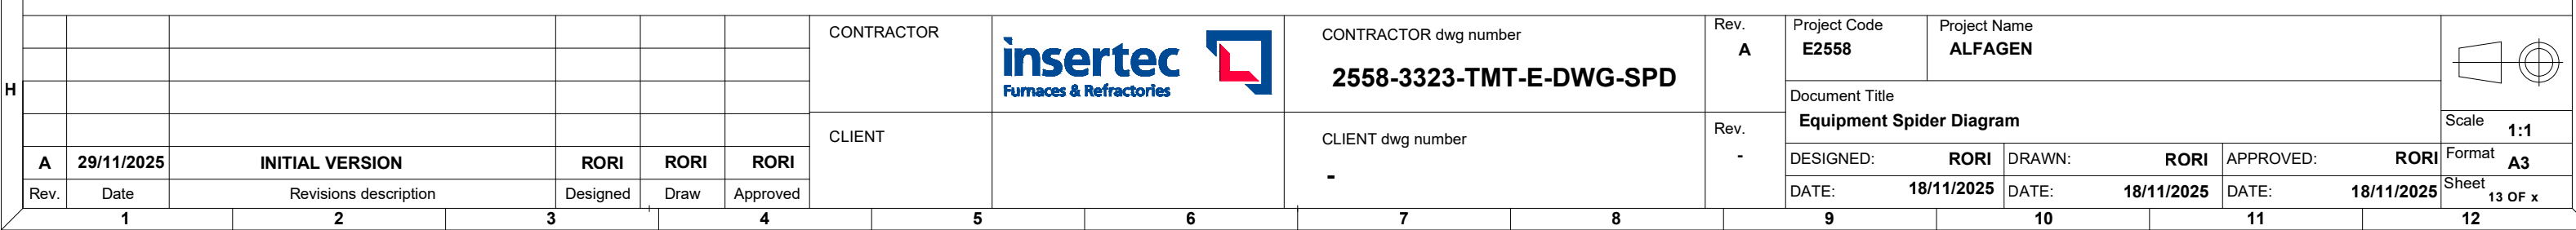 H
CONTRACTOR
insertec
Furnaces & Refractories
CONTRACTOR dwg number
2558-3323-TMT-E-DWG-SPD
Rev.
A
Project Code
E2558
Project Name
ALFAGEN
Document Title
Equipment Spider Diagram
Scale
1:1
CLIENT
CLIENT dwg number
-
Rev.
-
DESIGNED: RORI DRAWN: RORI APPROVED: RORI
Format A3
DATE: 18/11/2025 DATE: 18/11/2025 DATE: 18/11/2025
Sheet 13 OF x
A 29/11/2025 INITIAL VERSION RORI RORI RORI
Rev. Date Revisions description Designed Draw Approved
1 2 3 4 5 6 7 8 9 10 11 12